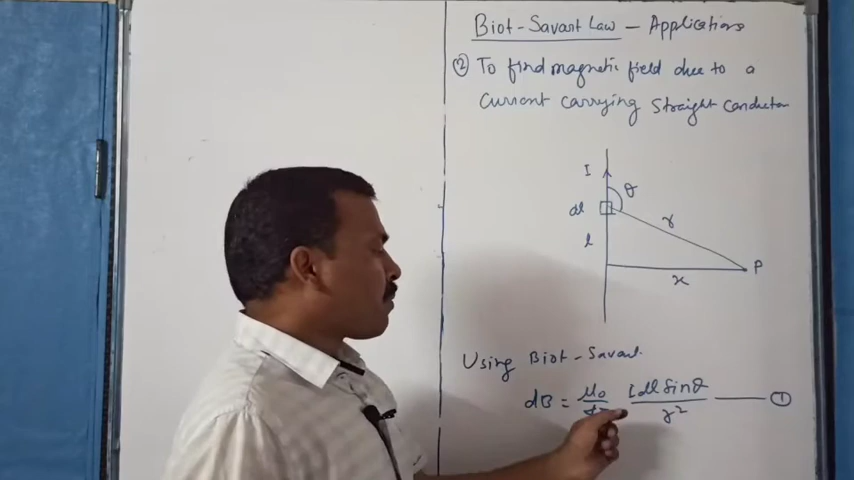 Biot-Savart Law – Applications
② To find magnetic field due to a
Current carrying Straight Conductor
I
θ
dl
r
l
P
x
Using Biot-Savart
dB = μ₀/4π Idl Sinθ/r² — ①